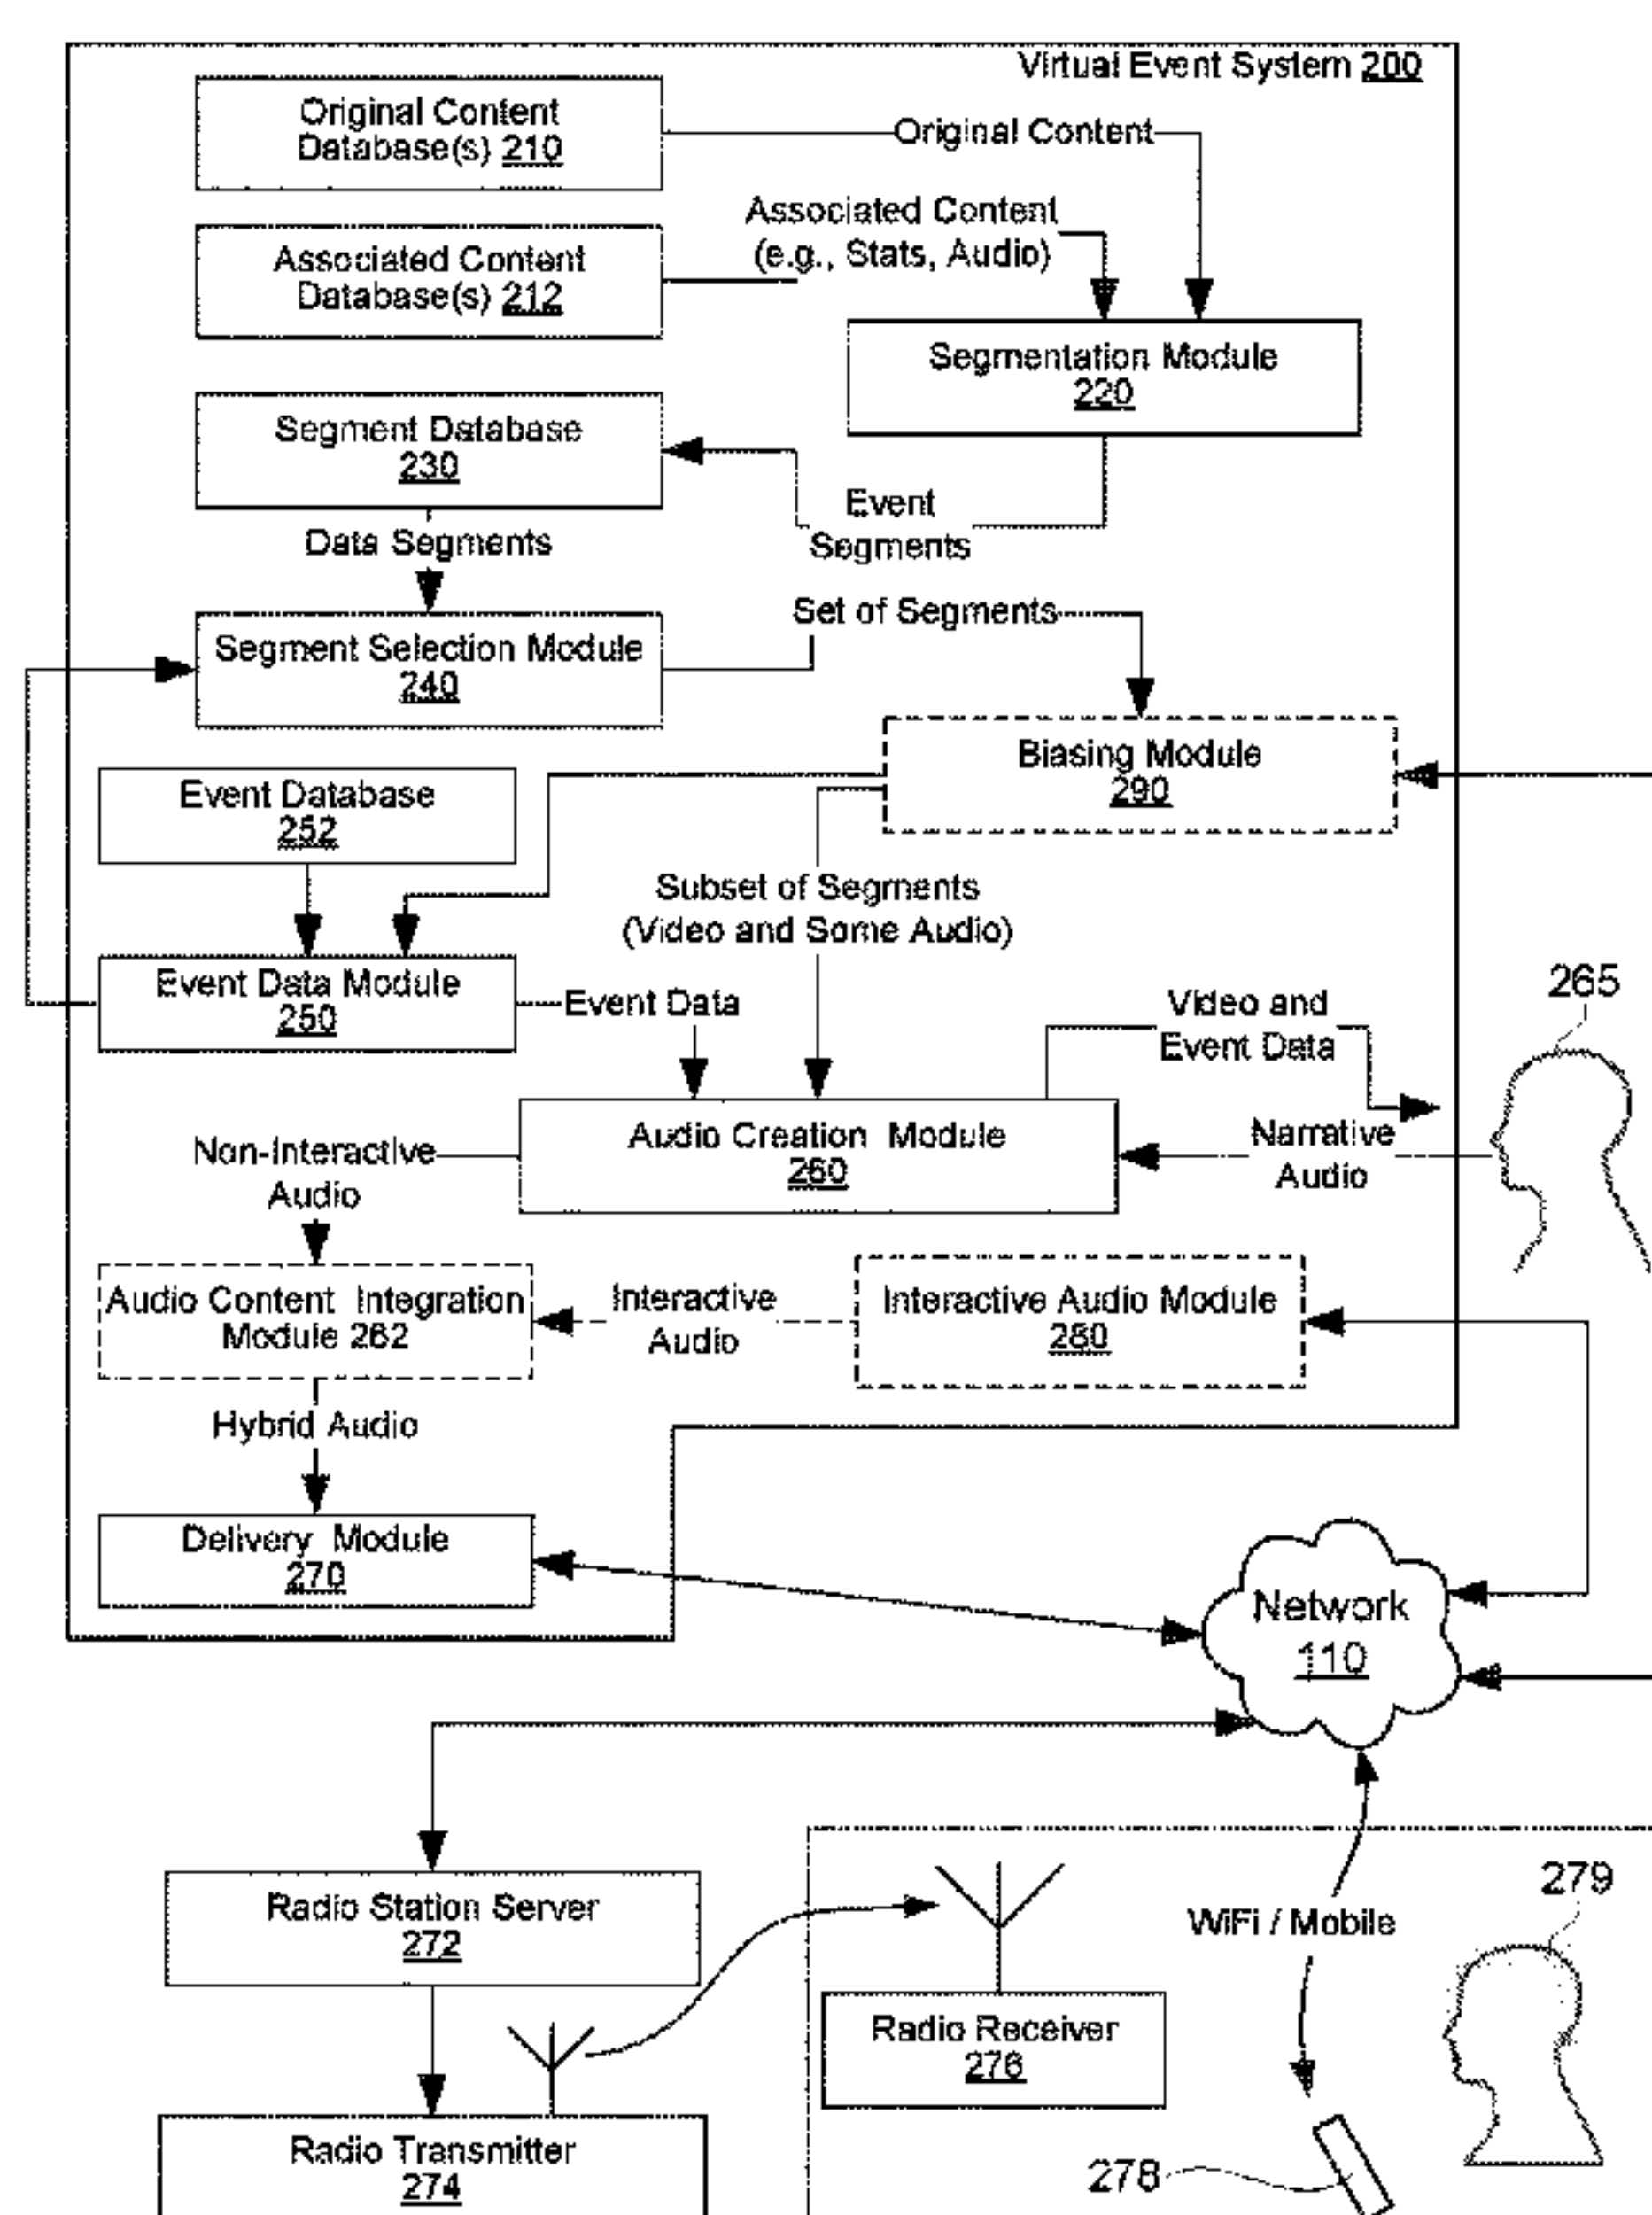 Virtual Event System 200
Original Content
Database(s) 210
Original Content
Associated Content
(e.g., Stats, Audio)
Associated Content
Database(s) 212
Segmentation Module
220
Segment Database
230
Event
Segments
Data Segments
Set of Segments
Segment Selection Module
240
Biasing Module
290
Event Database
252
Subset of Segments
(Video and Some Audio)
Event Data Module
250
Event Data
Video and
Event Data
265
Audio Creation Module
260
Narrative
Audio
Non-Interactive
Audio
Audio Content Integration
Module 262
Interactive
Audio
Interactive Audio Module
280
Hybrid Audio
Delivery Module
270
Network
110
Radio Station Server
272
WiFi / Mobile
279
Radio Receiver
276
Radio Transmitter
274
278